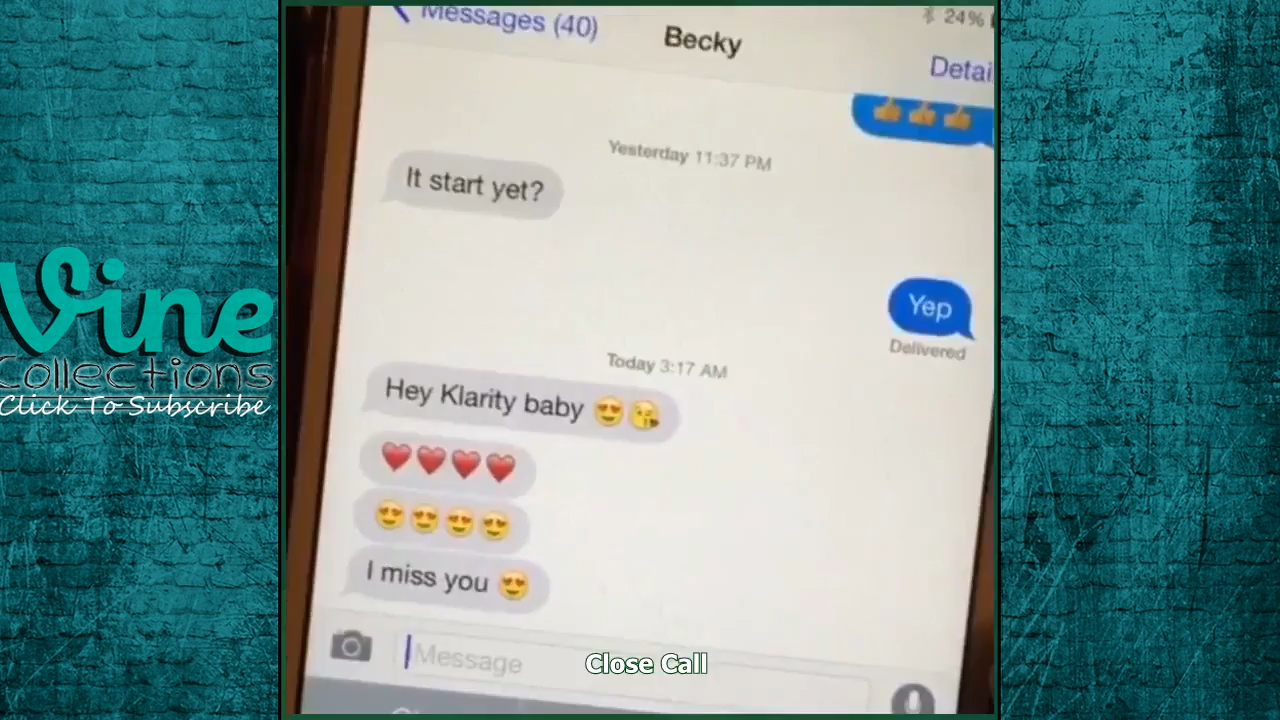 Messages (40)
Becky
24%
Detai
👍👍👍
Yesterday 11:37 PM
It start yet?
Yep
Delivered
Today 3:17 AM
Hey Klarity baby 😍😘
❤️❤️❤️❤️
😍😍😍😍
I miss you 😍
Message
Close Call
Vine
Collections
Click To Subscribe